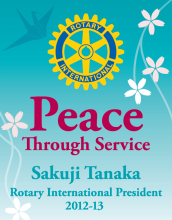 ROTARY
INTERNATIONAL
Peace
Through Service
Sakuji Tanaka
Rotary International President
2012-13